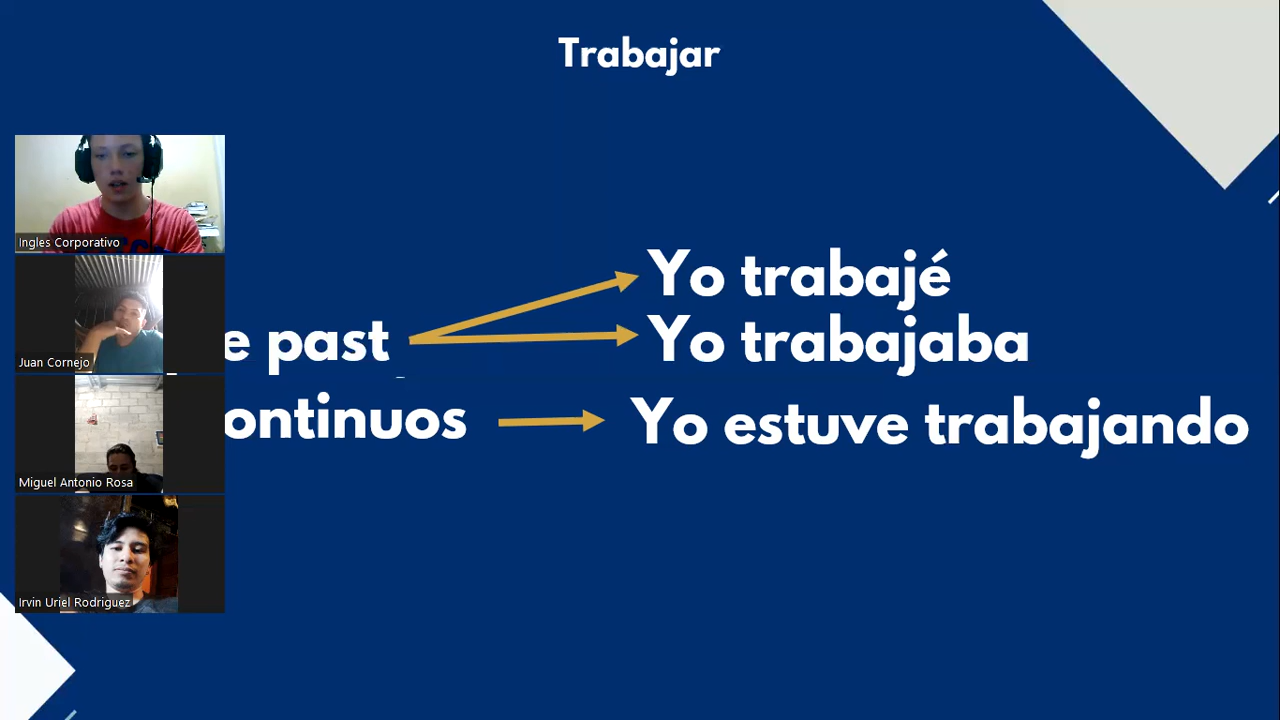 Trabajar
Ingles Corporativo
Juan Cornejo
Miguel Antonio Rosa
Irvin Uriel Rodriguez
e past
Yo trabajé
Yo trabajaba
ontinuos
Yo estuve trabajando